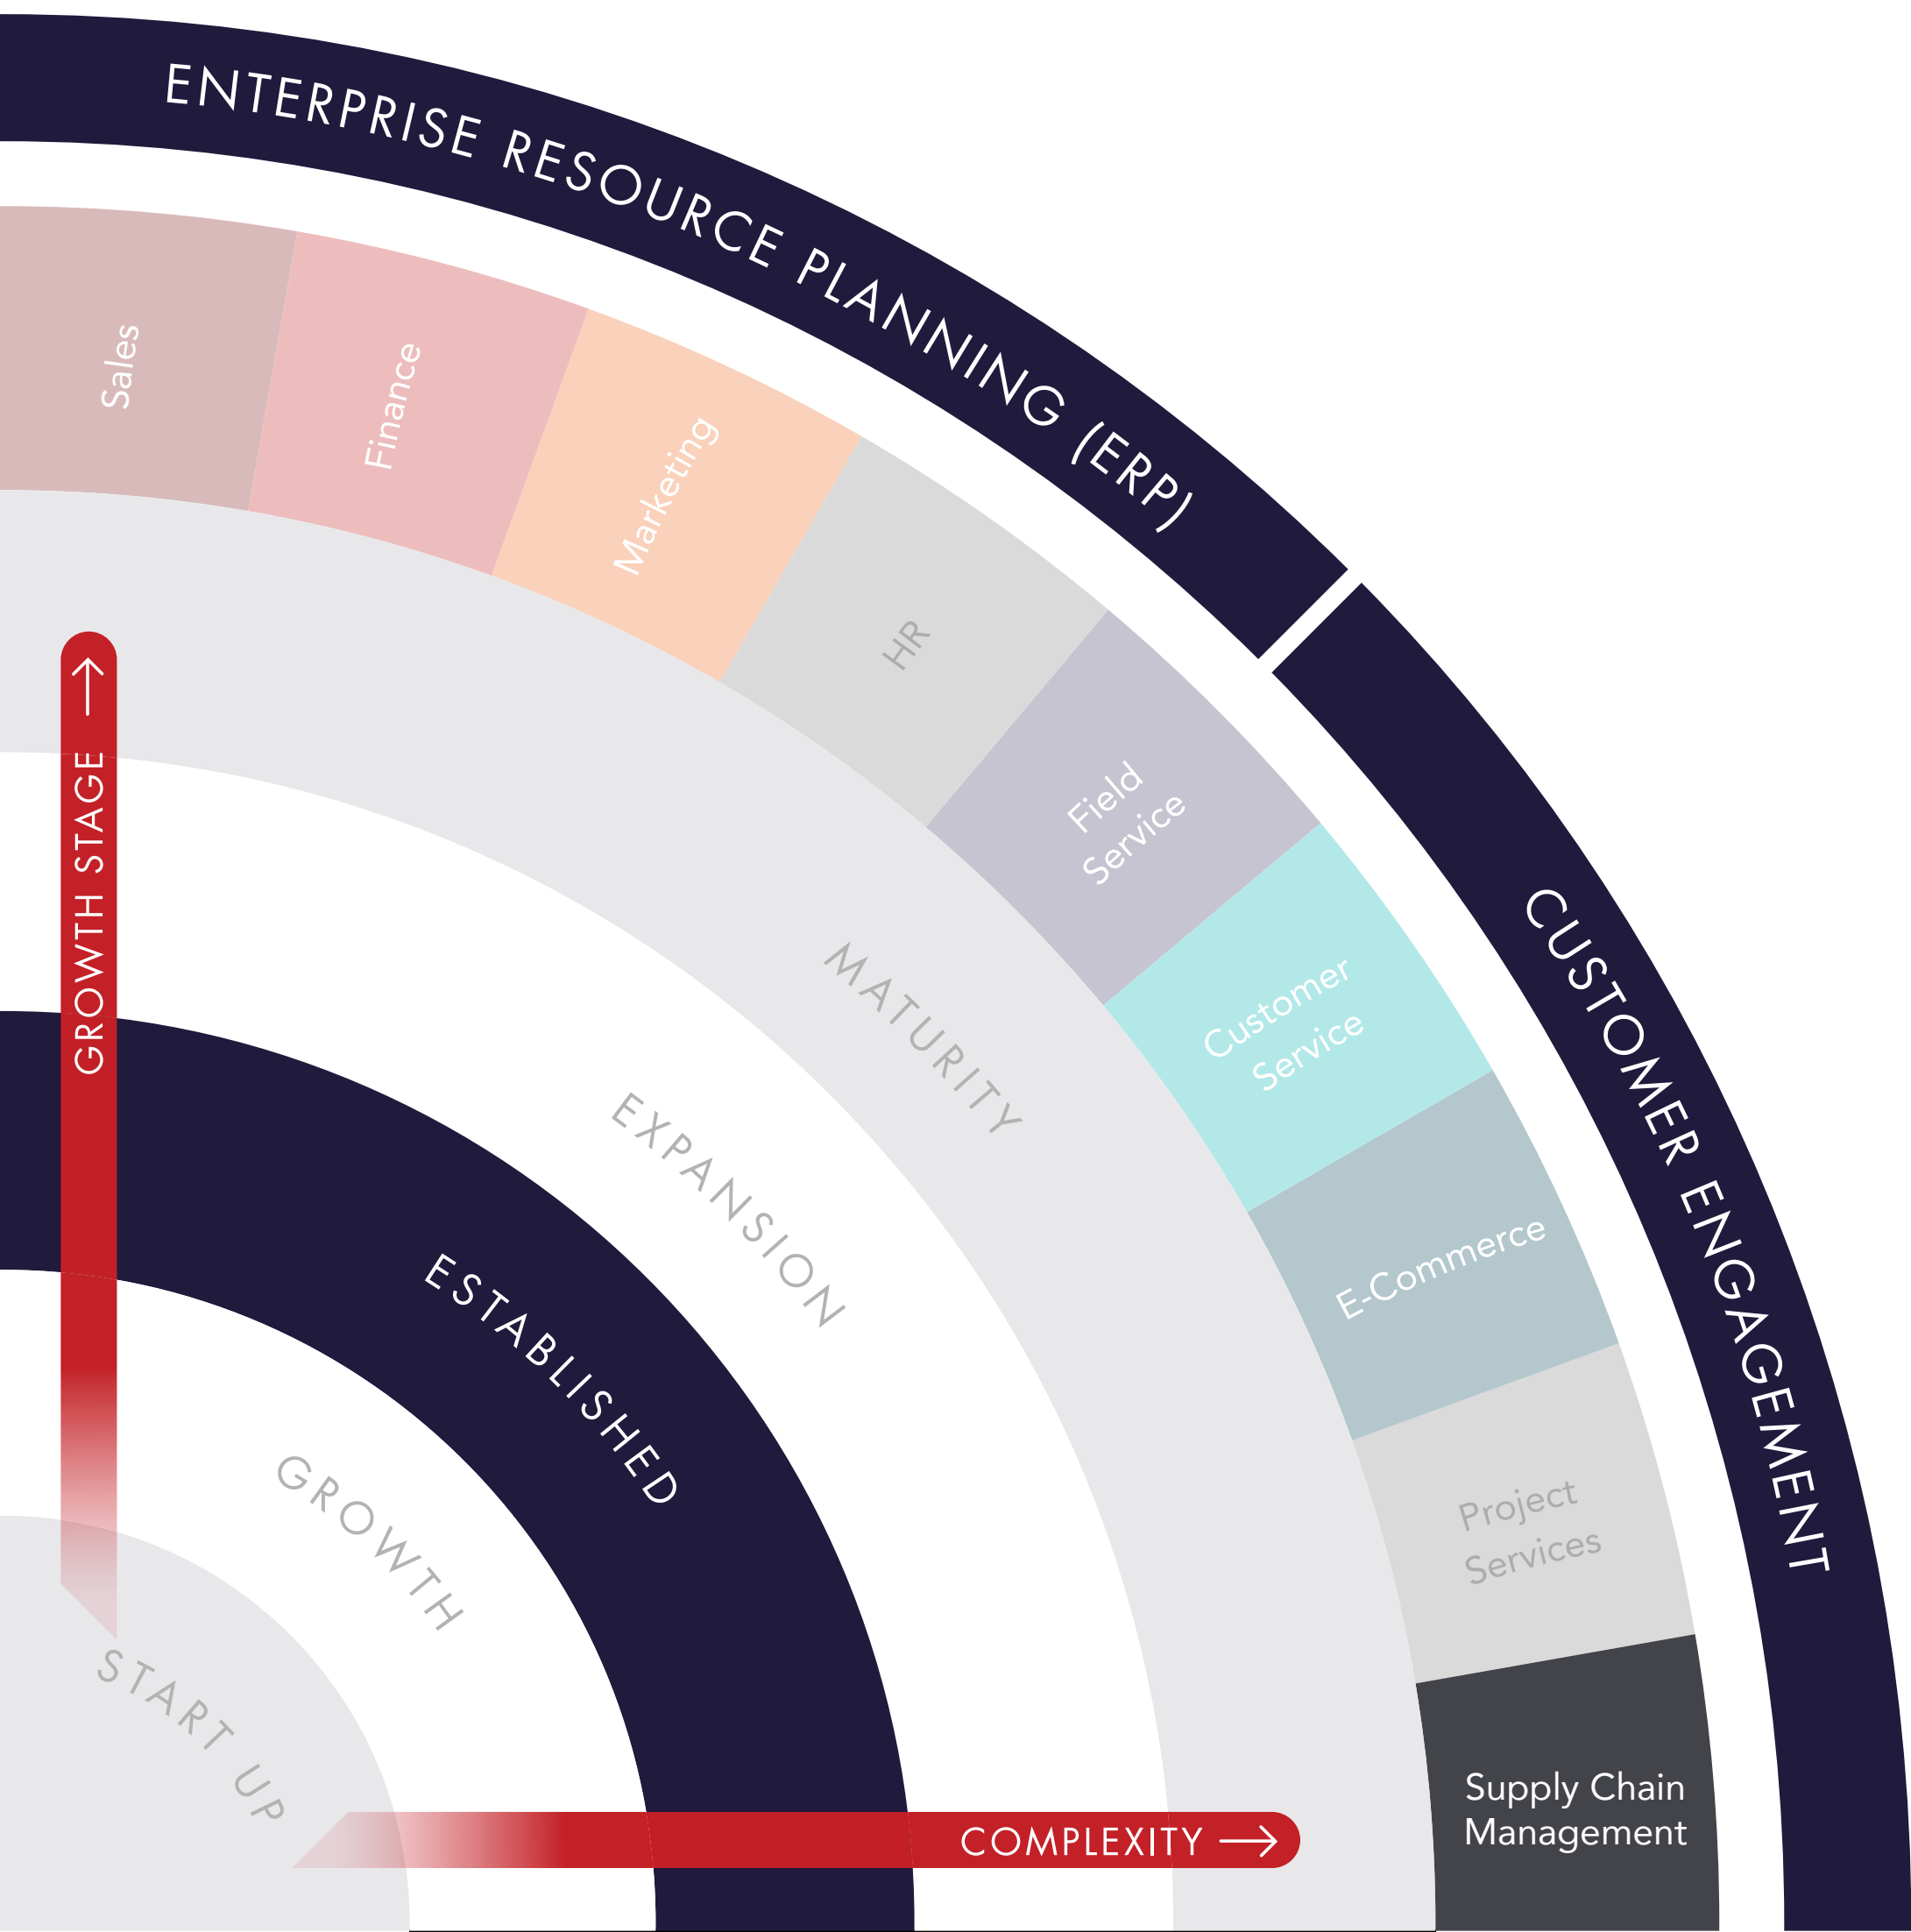 ENTERPRISE RESOURCE PLANNING (ERP)
CUSTOMER ENGAGEMENT
Sales
Finance
Marketing
HR
Field
Service
Customer
Service
E-Commerce
Project
Services
Supply Chain
Management
MATURITY
EXPANSION
ESTABLISHED
GROWTH
START UP
GROWTH STAGE
COMPLEXITY